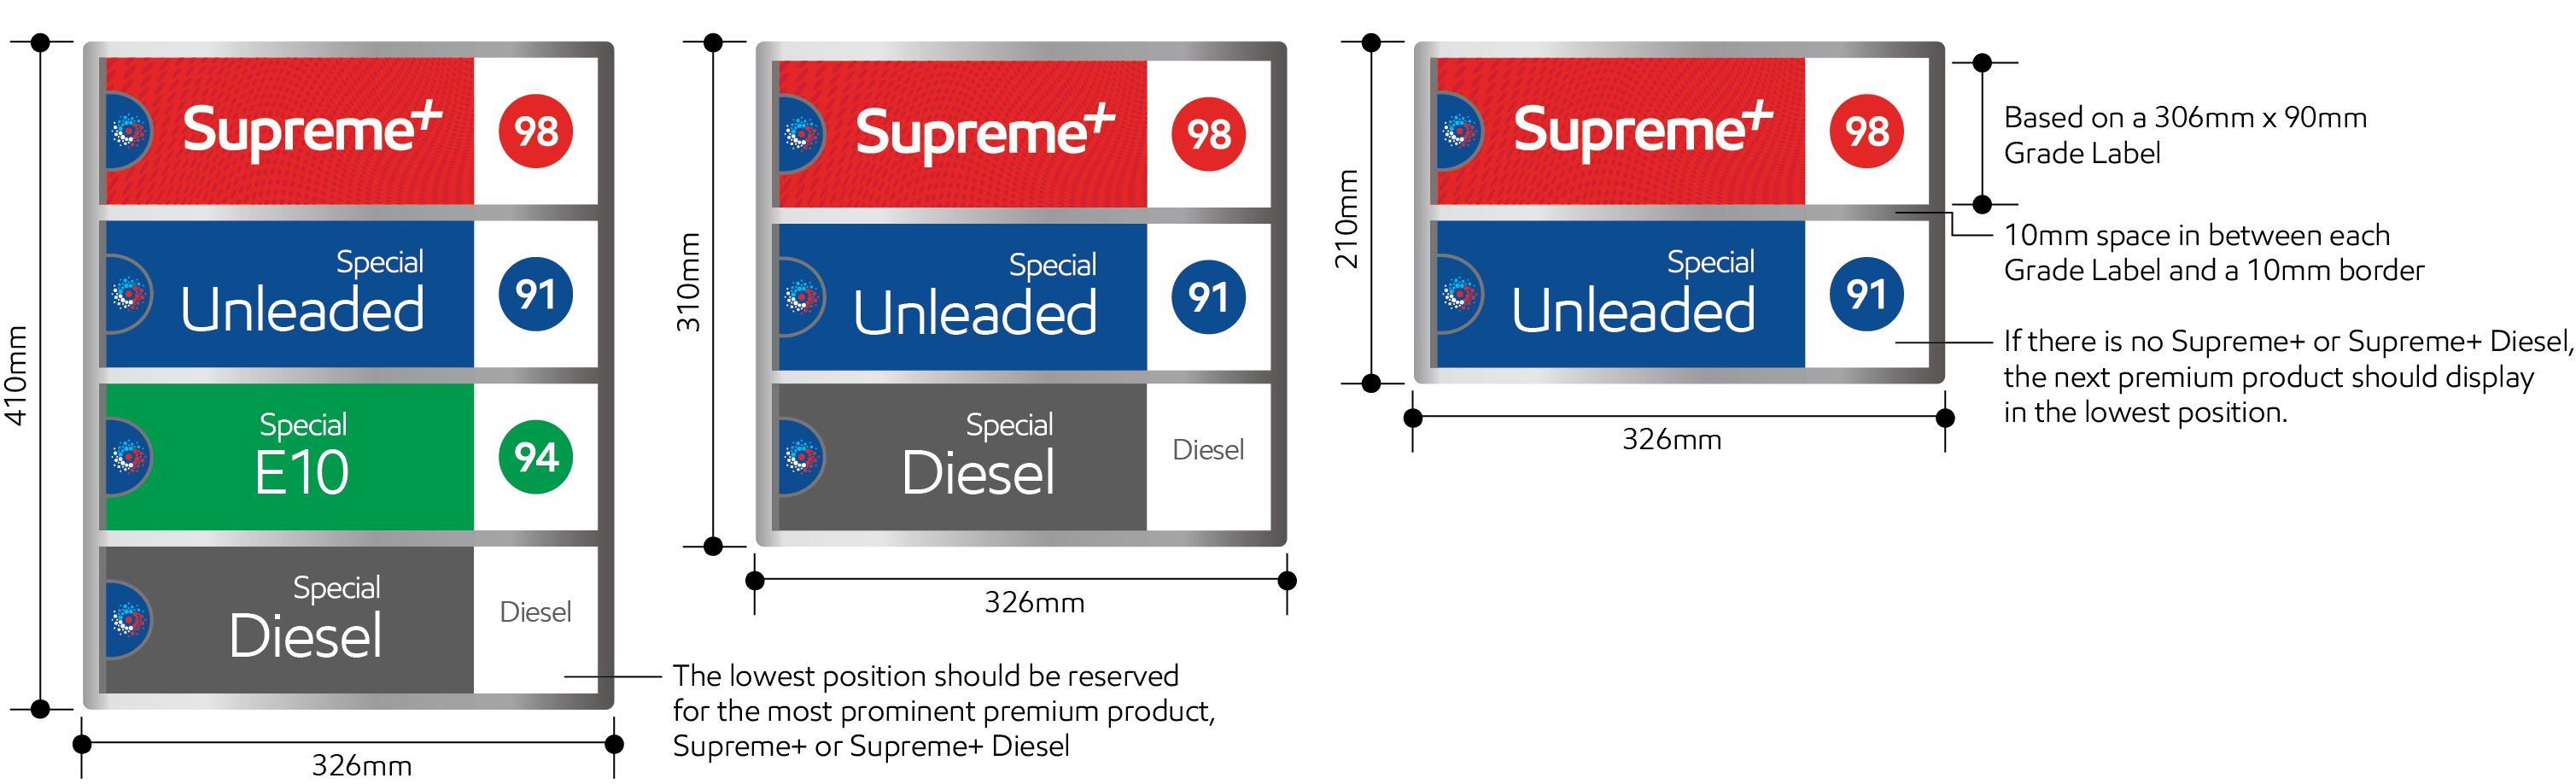 410mm
Supreme+
98
Special
Unleaded
91
Special
E10
94
Special
Diesel
Diesel
326mm
The lowest position should be reserved
for the most prominent premium product,
Supreme+ or Supreme+ Diesel
310mm
Supreme+
98
Special
Unleaded
91
Special
Diesel
Diesel
326mm
210mm
Supreme+
98
Special
Unleaded
91
326mm
Based on a 306mm x 90mm
Grade Label
10mm space in between each
Grade Label and a 10mm border
If there is no Supreme+ or Supreme+ Diesel,
the next premium product should display
in the lowest position.